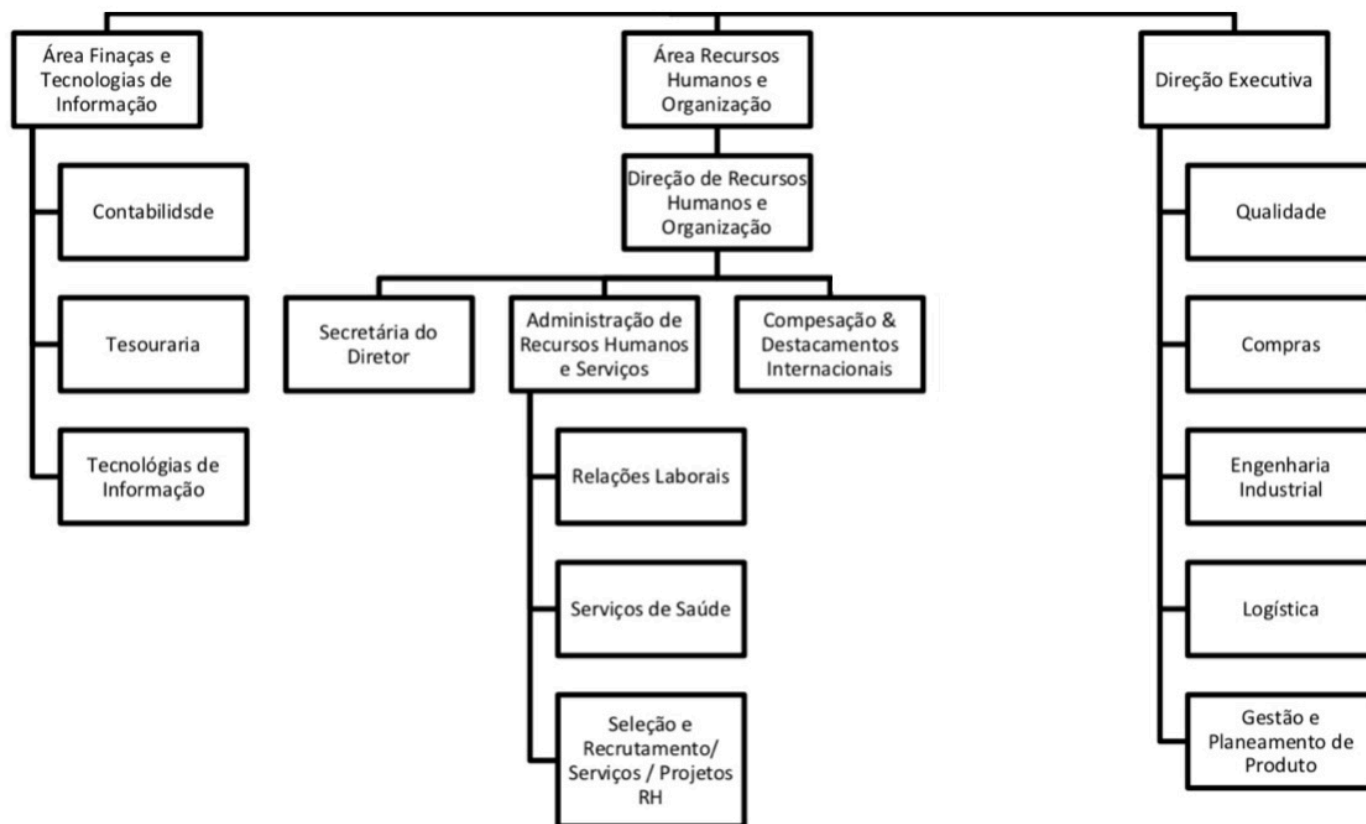 Área Finaças e
Tecnologias de
Informação
Área Recursos
Humanos e
Organização
Direção Executiva
Direção de Recursos
Humanos e
Organização
Contabilidsde
Qualidade
Secretária do
Diretor
Administração de
Recursos Humanos
e Serviços
Compesação &
Destacamentos
Internacionais
Tesouraria
Compras
Tecnológias de
Informação
Relações Laborais
Engenharia
Industrial
Serviços de Saúde
Logística
Seleção e
Recrutamento/
Serviços / Projetos
RH
Gestão e
Planeamento de
Produto